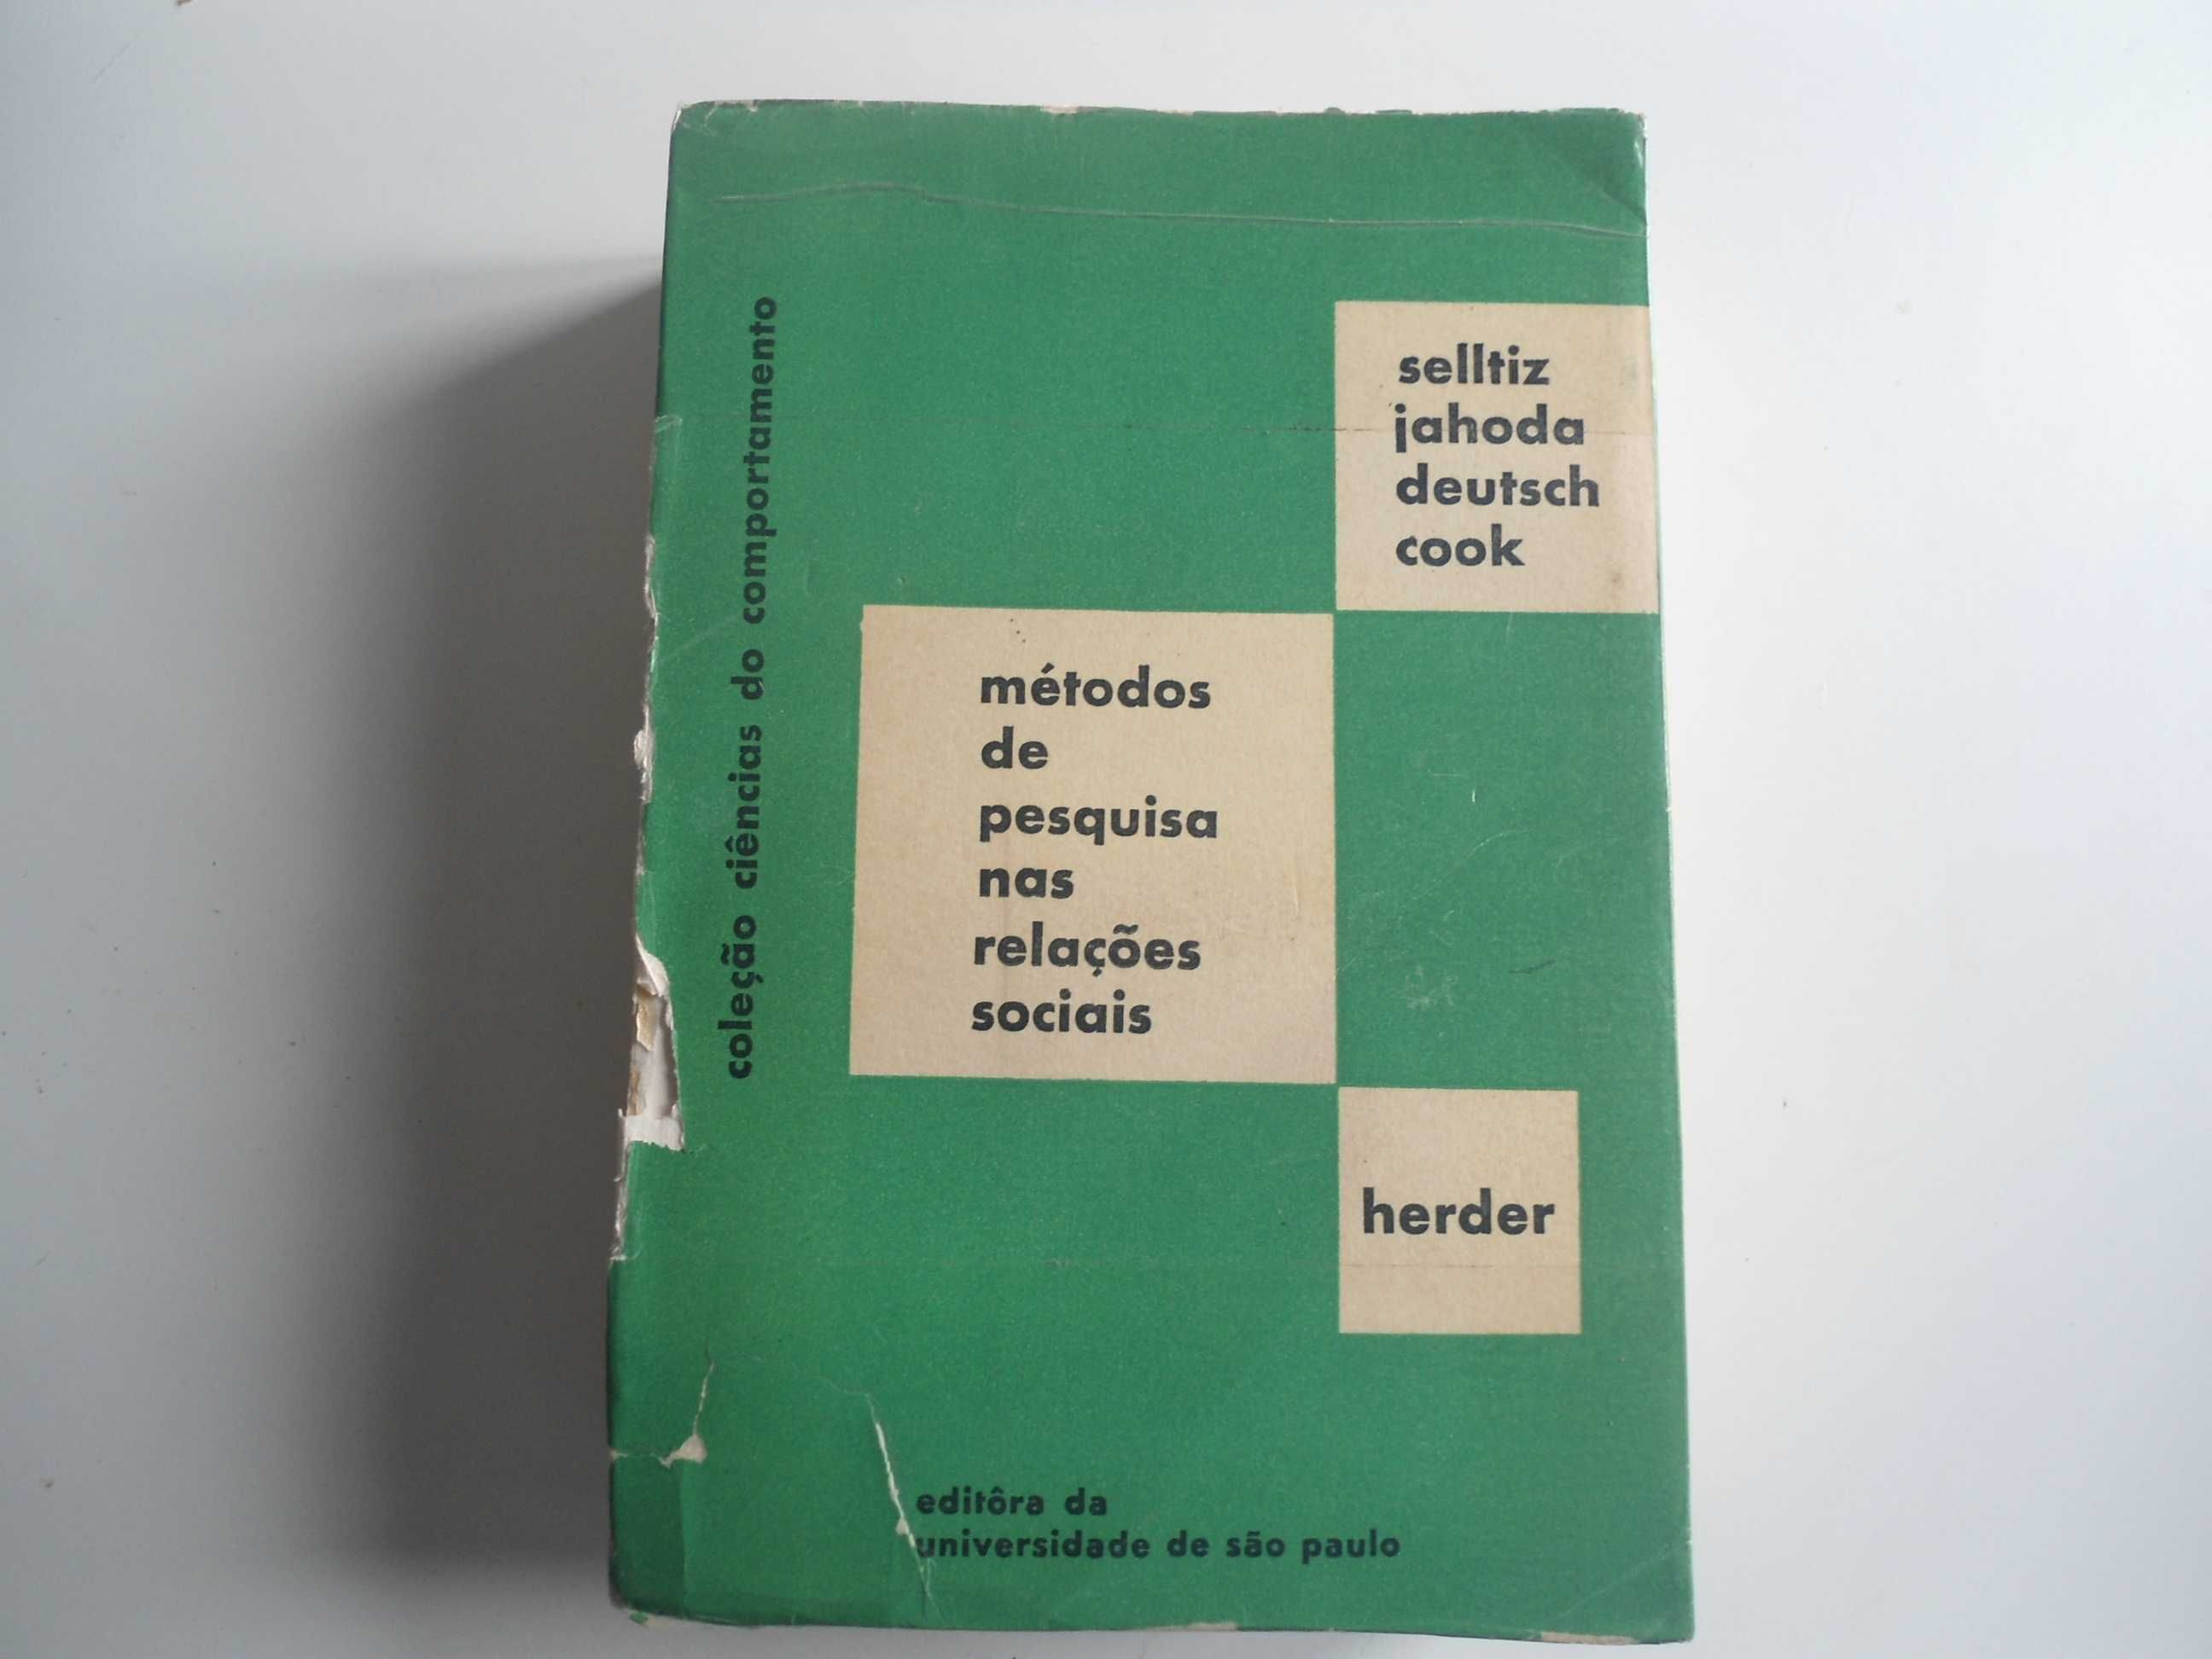 coleção ciências do comportamento
selltiz
jahoda
deutsch
cook
métodos
de
pesquisa
nas
relações
sociais
herder
editôra da
universidade de são paulo